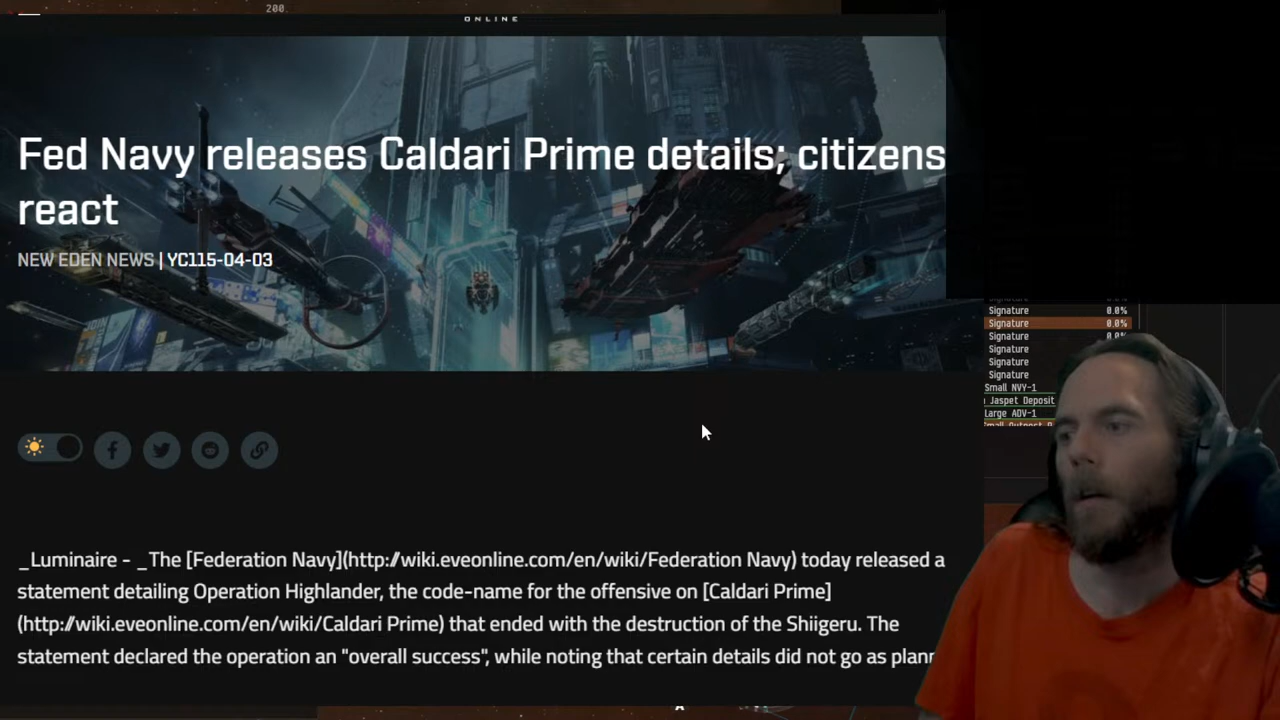 200
ONLINE
Fed Navy releases Caldari Prime details; citizens
react
NEW EDEN NEWS | YC115-04-03
Signature
Signature 0.0%
Signature
Signature
Signature
Signature
Small NVY-1
Jaspet Deposit
Large ADV-1
_Luminaire - _The [Federation Navy](http://wiki.eveonline.com/en/wiki/Federation Navy) today released a
statement detailing Operation Highlander, the code-name for the offensive on [Caldari Prime]
(http://wiki.eveonline.com/en/wiki/Caldari Prime) that ended with the destruction of the Shiigeru. The
statement declared the operation an "overall success", while noting that certain details did not go as